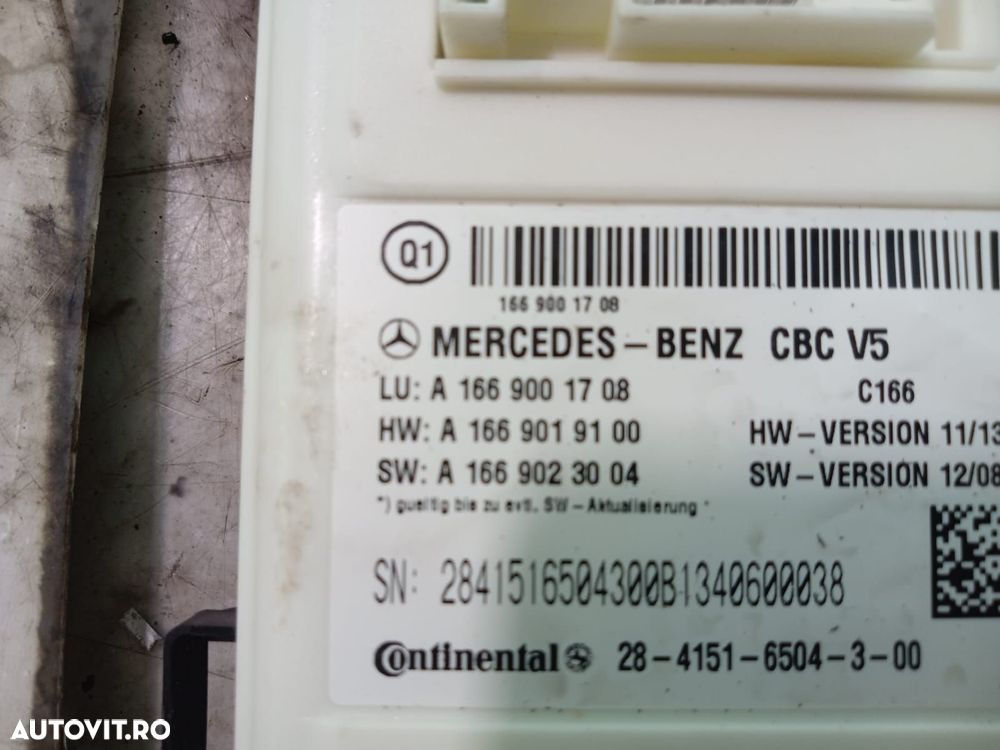 Q1
166 900 17 08
MERCEDES-BENZ CBC V5
LU: A 166 900 17 08 C166
HW: A 166 901 91 00 HW-VERSION 11/13
SW: A 166 902 30 04 SW-VERSION 12/08
*) gueltig bis zu evtl. SW-Aktualisierung *
SN: 2841516504300B1340600038
Continental 28-4151-6504-3-00
AUTOVIT.RO